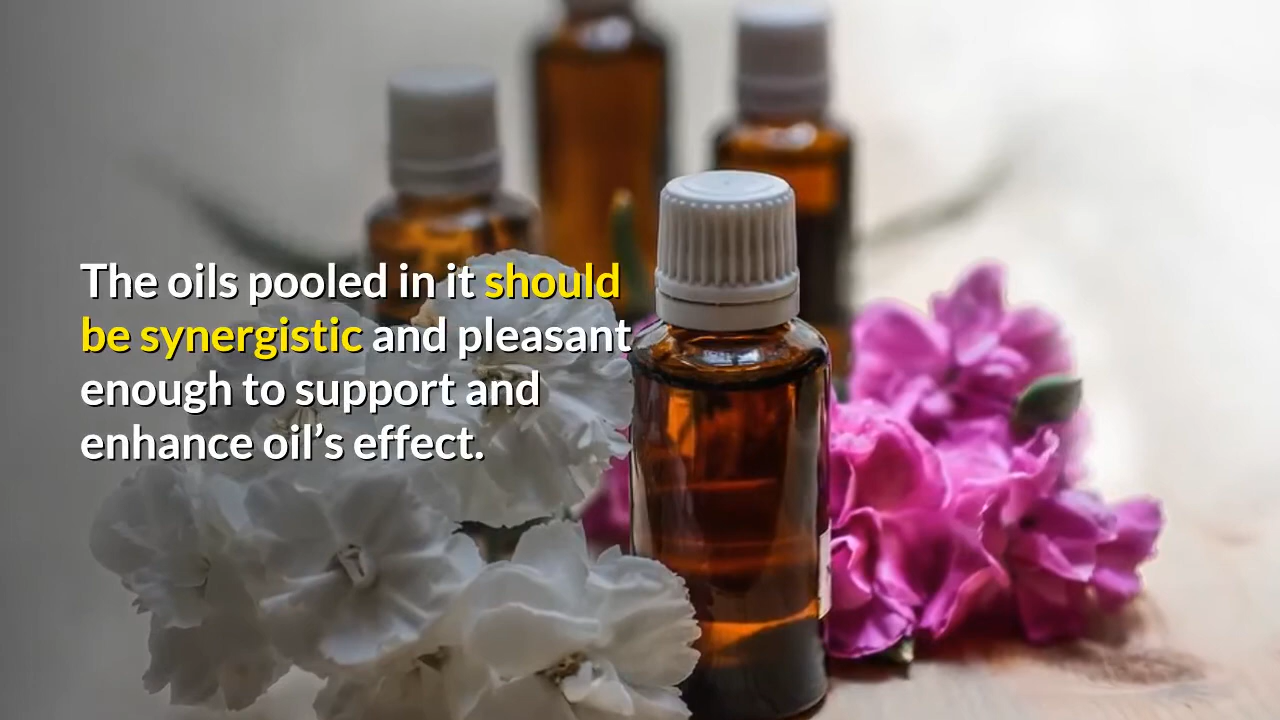 The oils pooled in it should
be synergistic and pleasant
enough to support and
enhance oil’s effect.